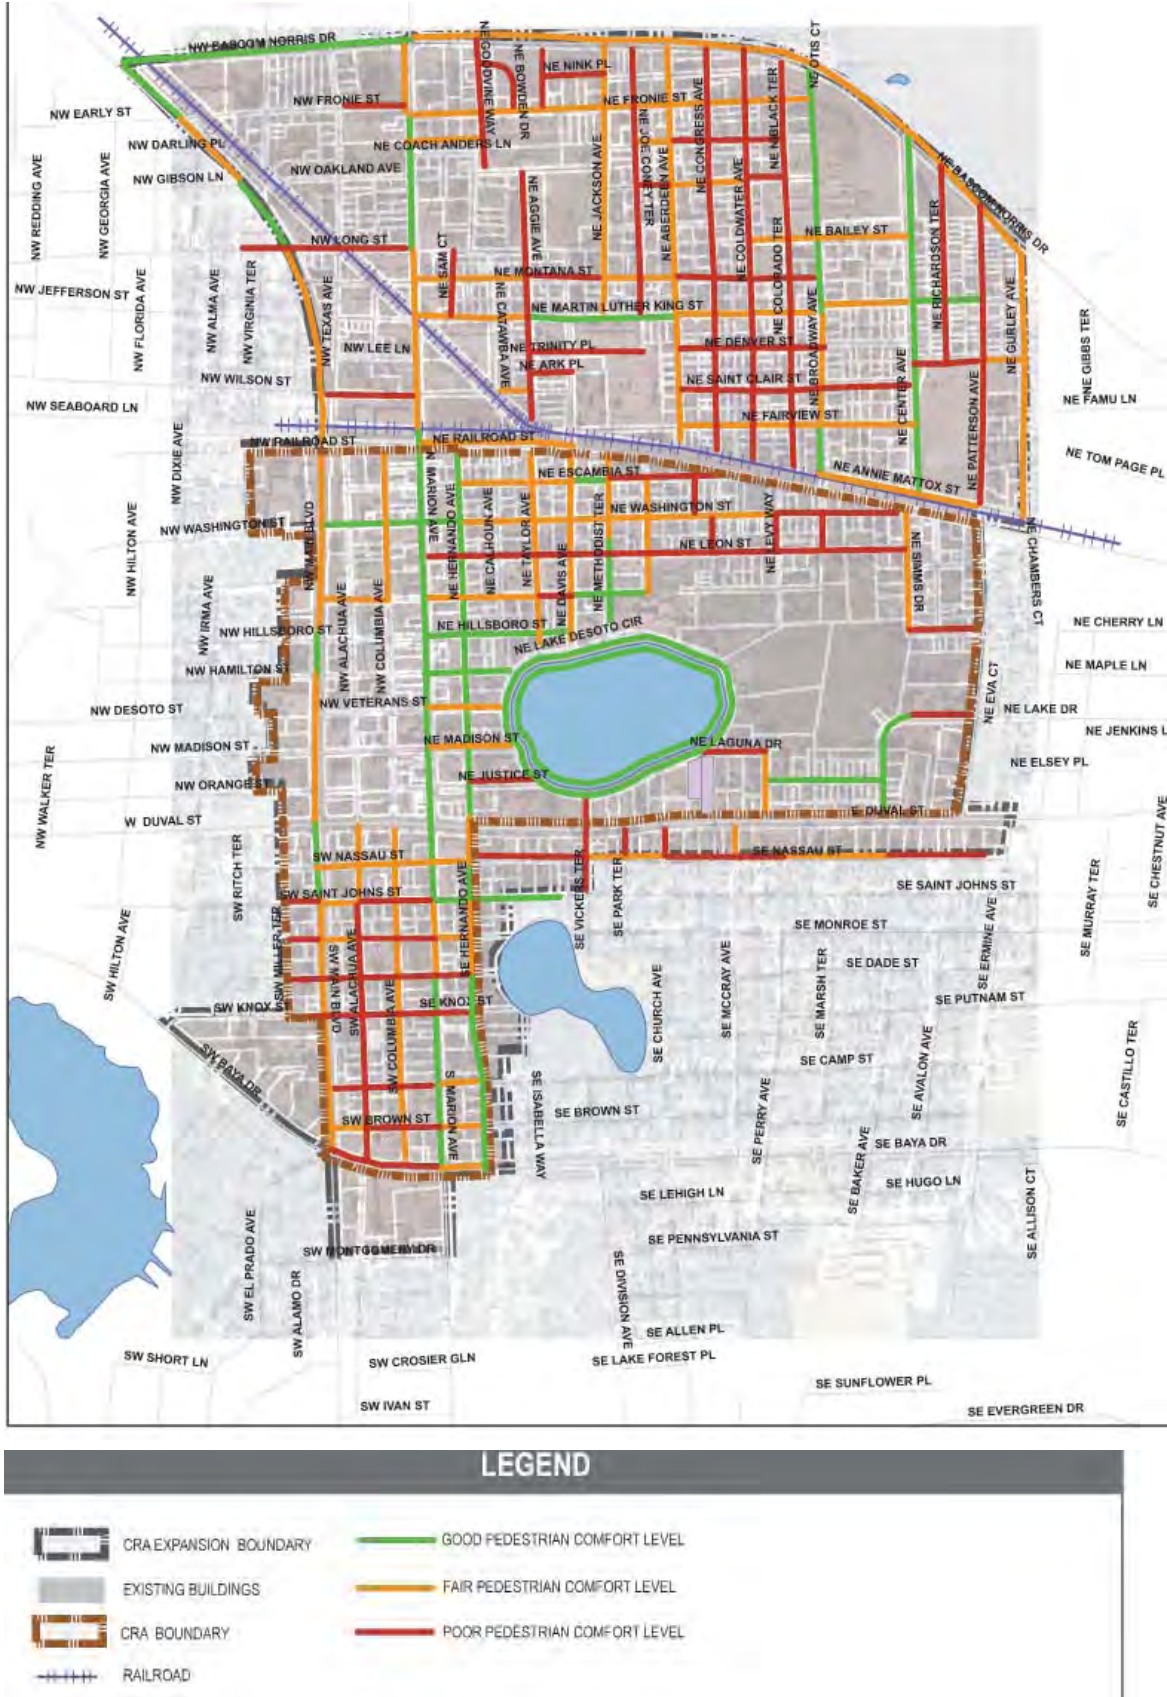 NW BASCOM NORRIS DR
NE GOODVINE WAY
NE BOWDEN DR
NE OTIS CT
NE NINK PL
NW EARLY ST
NW FRONIE ST
NE FRONIE ST
NE CONGRESS AVE
NE NIBLACK TER
NW DARLING PL
NE COACH ANDERS LN
NE JOE CONEY TER
NW REDDING AVE
NW GEORGIA AVE
NW GIBSON LN
NW OAKLAND AVE
NE AGGIE AVE
NE JACKSON AVE
NE ABERDEEN AVE
NE COLDWATER AVE
NE BASCOM NORRIS DR
NW LONG ST
NE SAM CT
NE BAILEY ST
NE RICHARDSON TER
NE MONTANA ST
NE COLORADO TER
NW JEFFERSON ST
NW FLORIDA AVE
NW ALMA AVE
NW VIRGINIA TER
NW TEXAS AVE
NE CATAWBA AVE
NE MARTIN LUTHER KING ST
NE BROADWAY AVE
NE GURLEY AVE
NE GIBBS TER
NW LEE LN
NE TRINITY PL
NE DENVER ST
NE ARK PL
NW WILSON ST
NE SAINT CLAIR ST
NE CENTER AVE
NE PATTERSON AVE
NW SEABOARD LN
NE FAMU LN
NE FAIRVIEW ST
NW DIXIE AVE
NW RAILROAD ST
NE RAILROAD ST
NE TOM PAGE PL
N MARION AVE
NE ESCAMBIA ST
NE ANNIE MATTOX ST
NW HILTON AVE
NW WASHINGTON ST
NW MAIN BLVD
NE HERNANDO AVE
NE CALHOUN AVE
NE TAYLOR AVE
NE WASHINGTON ST
NE METHODIST TER
NE LEVY WAY
NE LEON ST
NE DAVIS AVE
NE SIMMS DR
NE CHAMBERS CT
NW IRMA AVE
NW ALACHUA AVE
NW COLUMBIA AVE
NW HILLSBORO ST
NE HILLSBORO ST
NE LAKE DESOTO CIR
NE CHERRY LN
NW HAMILTON ST
NE MAPLE LN
NE EVA CT
NW DESOTO ST
NW VETERANS ST
NE LAKE DR
NE JENKINS L
NW WALKER TER
NW MADISON ST
NE MADISON ST
NE LAGUNA DR
NE ELSEY PL
NW ORANGE ST
NE JUSTICE ST
W DUVAL ST
E DUVAL ST
SE CHESTNUT AVE
SW RITCH TER
SW NASSAU ST
SE NASSAU ST
SE VICKERS TER
SE PARK TER
SW SAINT JOHNS ST
SE SAINT JOHNS ST
SE MURRAY TER
SW HILTON AVE
SW MILLER TER
SE HERNANDO AVE
SE MONROE ST
SE ERMINE AVE
SW MAIN BLVD
SW ALACHUA AVE
SE CHURCH AVE
SE MCCRAY AVE
SE MARSH TER
SE DADE ST
SW KNOX ST
SE KNOX ST
SW COLUMBIA AVE
SE PUTNAM ST
SW BAYA DR
SE CAMP ST
SE AVALON AVE
SE CASTILLO TER
SW BROWN ST
S MARION AVE
SE ISABELLA WAY
SE BROWN ST
SE PERRY AVE
SE BAKER AVE
SE BAYA DR
SE LEHIGH LN
SE HUGO LN
SE ALLISON CT
SW EL PRADO AVE
SW MONTGOMERY DR
SE PENNSYLVANIA ST
SW ALAMO DR
SE DIVISION AVE
SE ALLEN PL
SW SHORT LN
SW CROSIER GLN
SE LAKE FOREST PL
SE SUNFLOWER PL
SW IVAN ST
SE EVERGREEN DR
LEGEND
CRA EXPANSION BOUNDARY
GOOD PEDESTRIAN COMFORT LEVEL
EXISTING BUILDINGS
FAIR PEDESTRIAN COMFORT LEVEL
CRA BOUNDARY
POOR PEDESTRIAN COMFORT LEVEL
RAILROAD